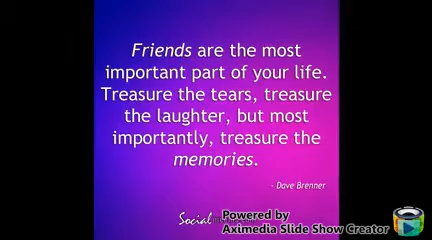 Friends are the most
important part of your life.
Treasure the tears, treasure
the laughter, but most
importantly, treasure the
memories.
- Dave Brenner
Social
Powered by
Aximedia Slide Show Creator